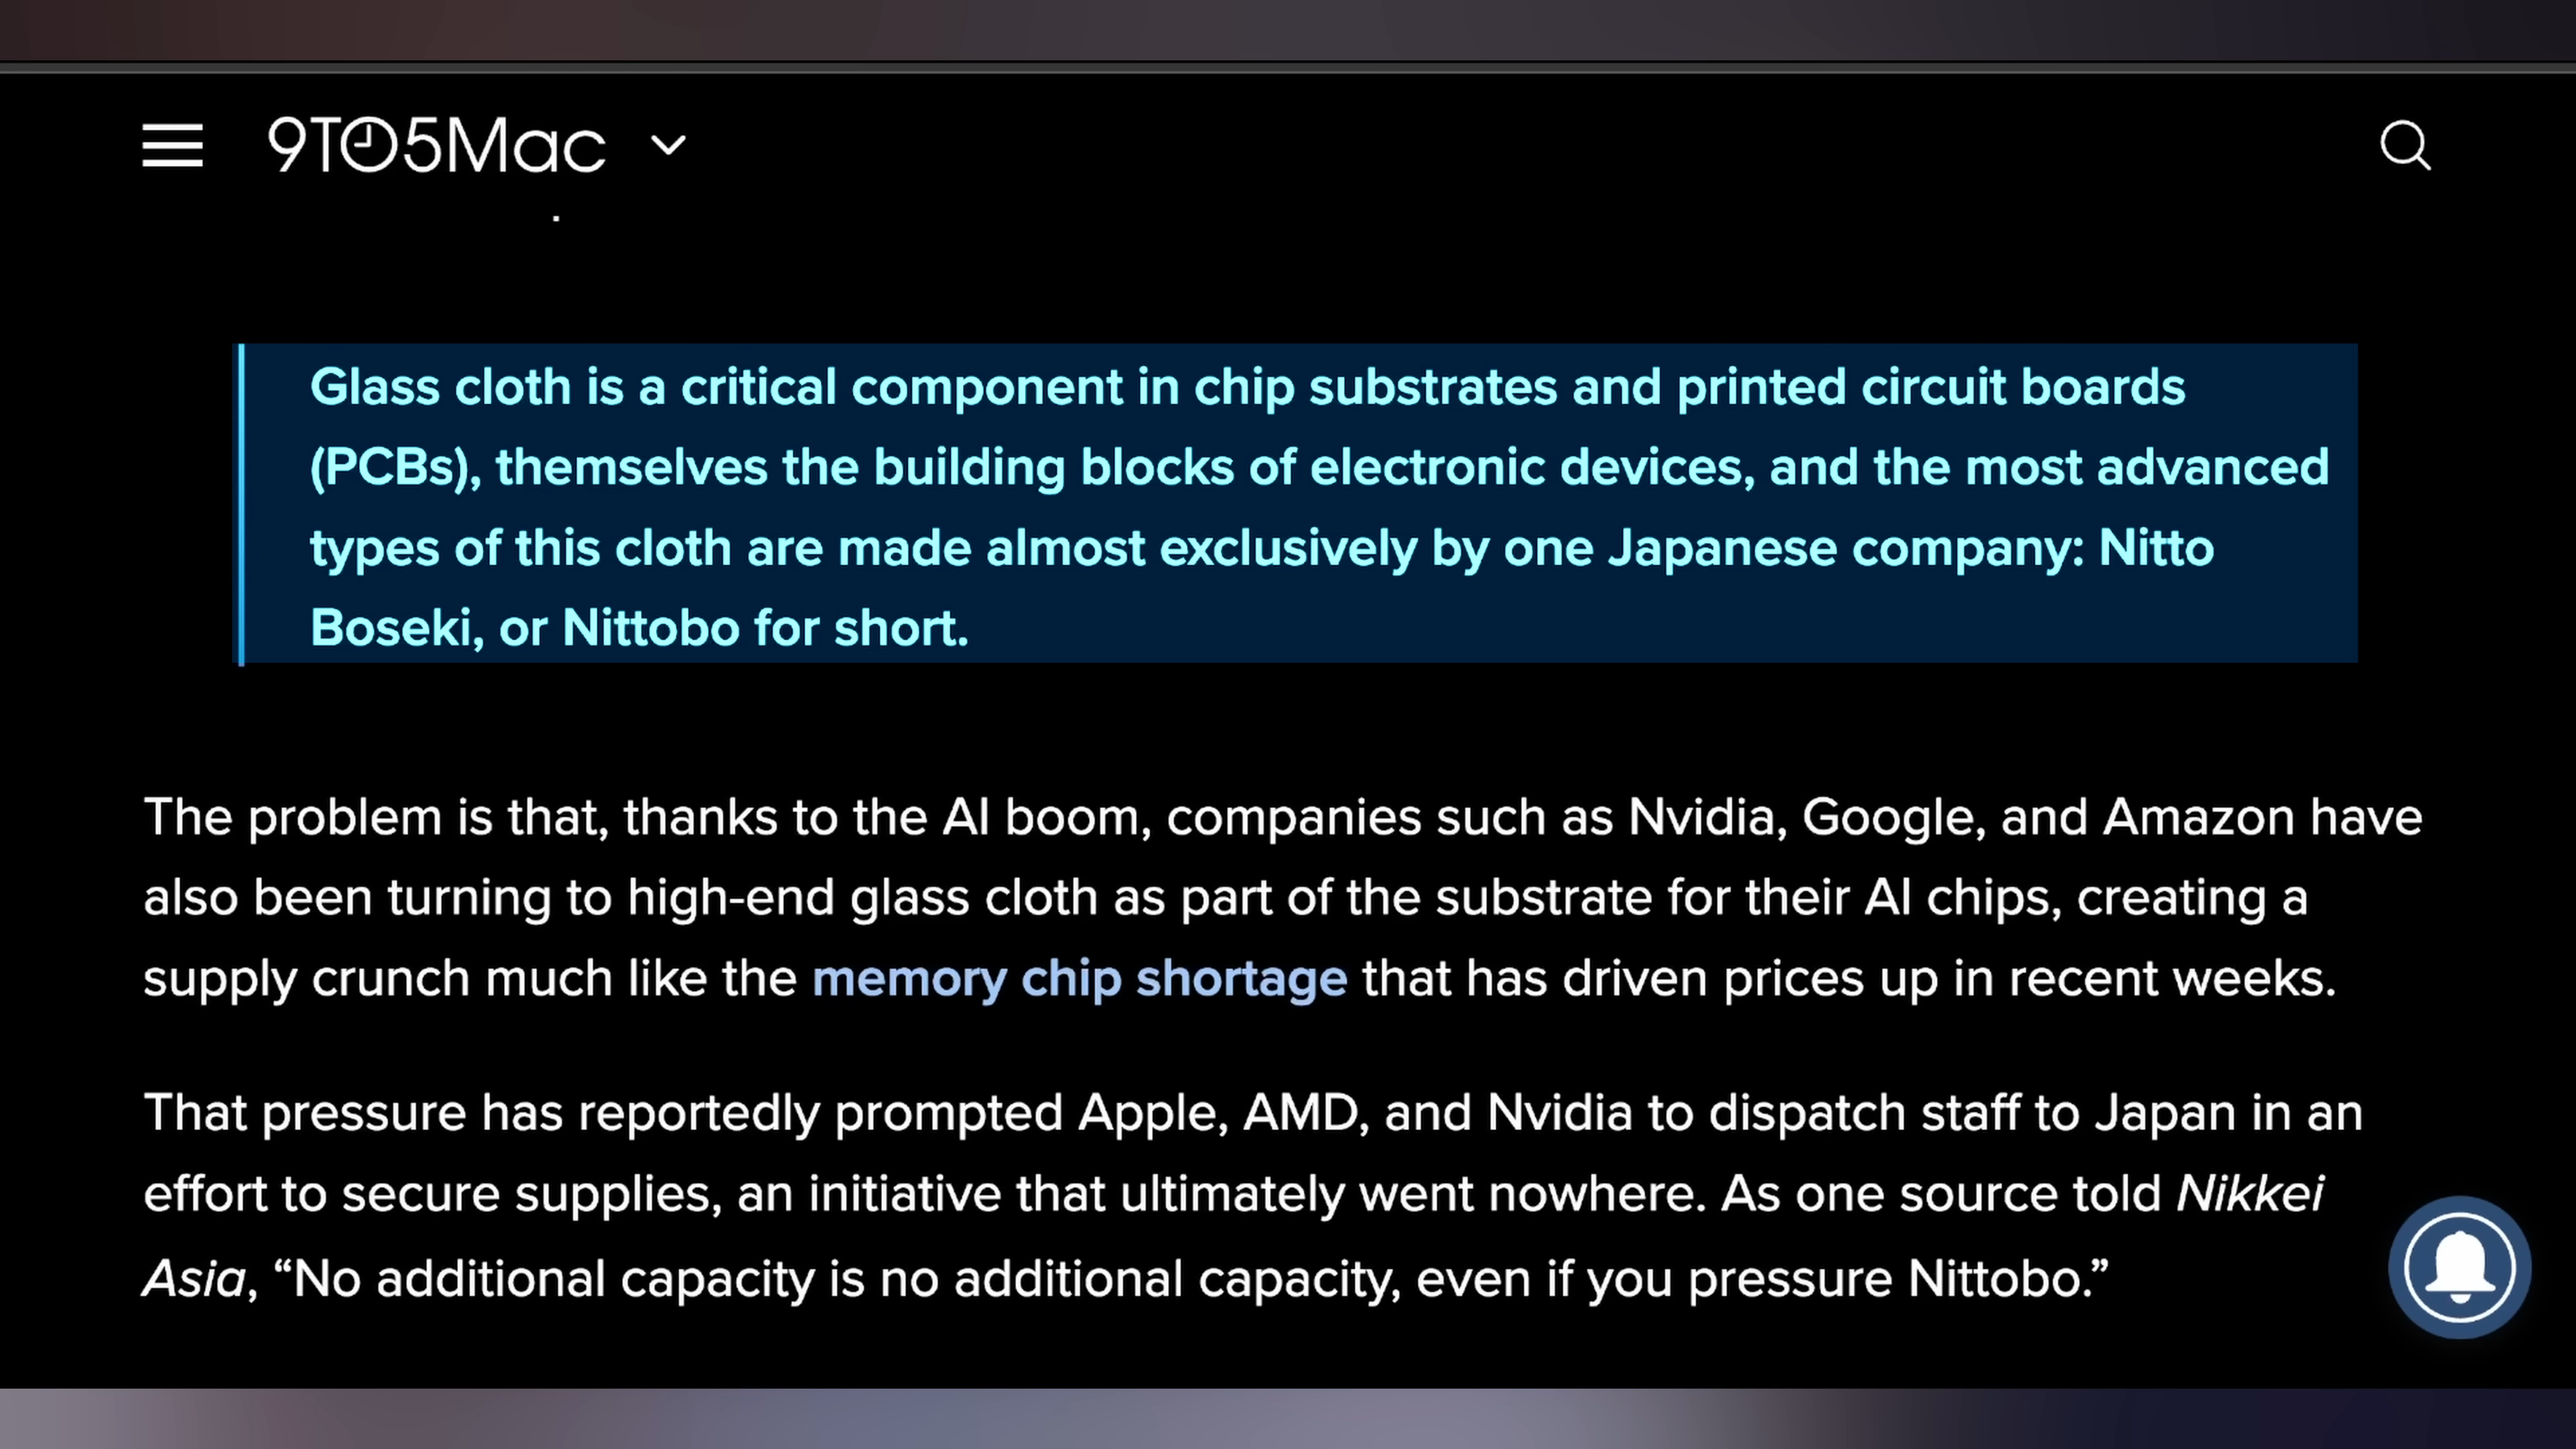 9TO5Mac
Glass cloth is a critical component in chip substrates and printed circuit boards
(PCBs), themselves the building blocks of electronic devices, and the most advanced
types of this cloth are made almost exclusively by one Japanese company: Nitto
Boseki, or Nittobo for short.
The problem is that, thanks to the AI boom, companies such as Nvidia, Google, and Amazon have
also been turning to high-end glass cloth as part of the substrate for their AI chips, creating a
supply crunch much like the memory chip shortage that has driven prices up in recent weeks.
That pressure has reportedly prompted Apple, AMD, and Nvidia to dispatch staff to Japan in an
effort to secure supplies, an initiative that ultimately went nowhere. As one source told Nikkei
Asia, “No additional capacity is no additional capacity, even if you pressure Nittobo.”